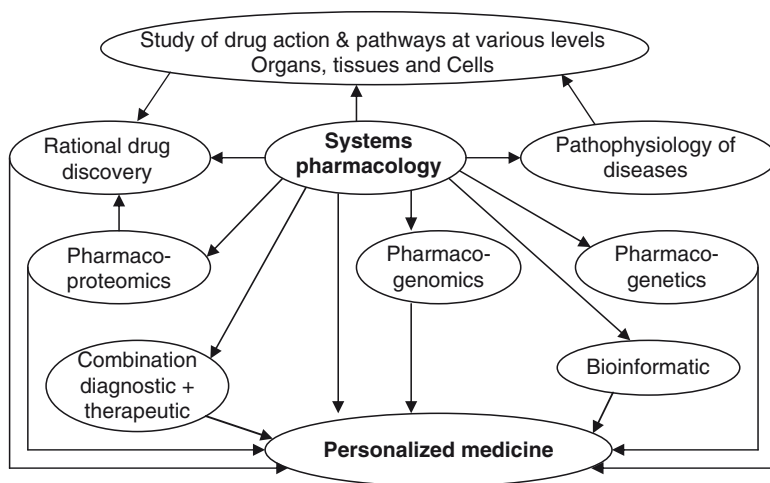 Study of drug action & pathways at various levels
Organs, tissues and Cells
Rational drug
discovery
Systems
pharmacology
Pathophysiology of
diseases
Pharmaco-
proteomics
Pharmaco-
genomics
Pharmaco-
genetics
Combination
diagnostic +
therapeutic
Bioinformatic
Personalized medicine